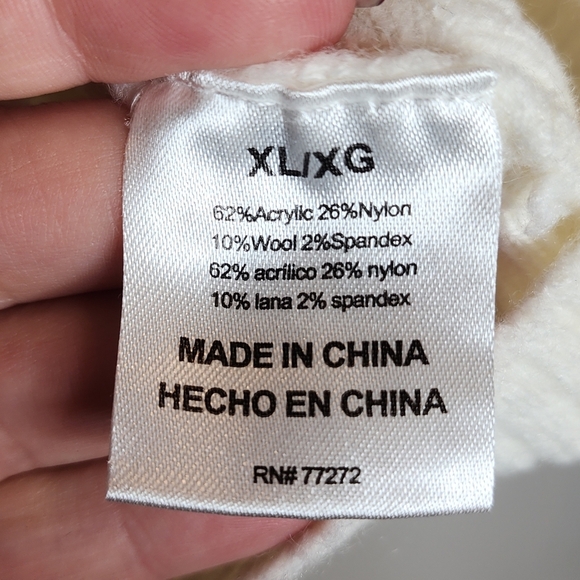 XL/XG
62%Acrylic 26%Nylon
10%Wool 2%Spandex
62% acrílico 26% nylon
10% lana 2% spandex
MADE IN CHINA
HECHO EN CHINA
RN# 77272